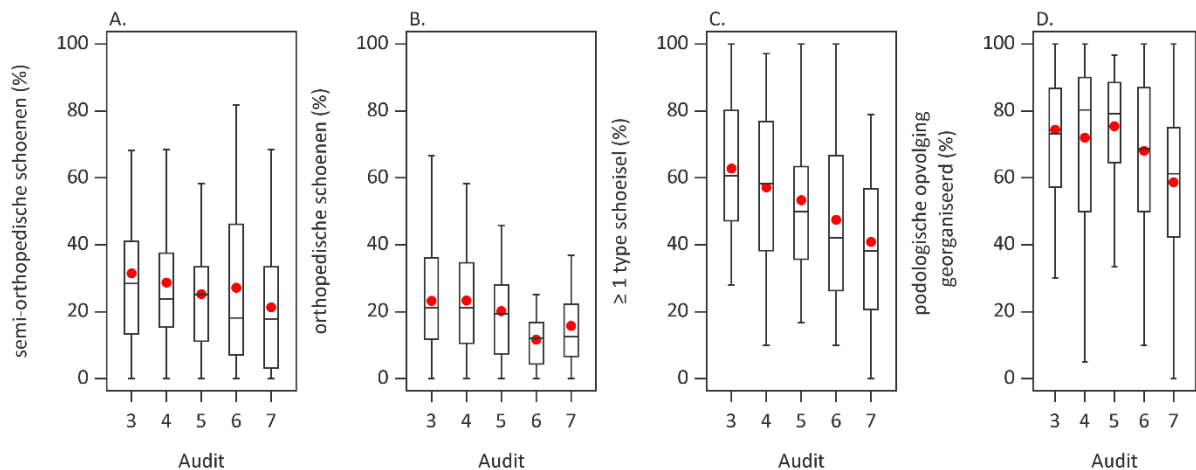 A.
semi-orthopedische schoenen (%)
100
80
60
40
20
0
3 4 5 6 7
Audit
B.
orthopedische schoenen (%)
100
80
60
40
20
0
3 4 5 6 7
Audit
C.
≥ 1 type schoeisel (%)
100
80
60
40
20
0
3 4 5 6 7
Audit
D.
podologische opvolging
georganiseerd (%)
100
80
60
40
20
0
3 4 5 6 7
Audit